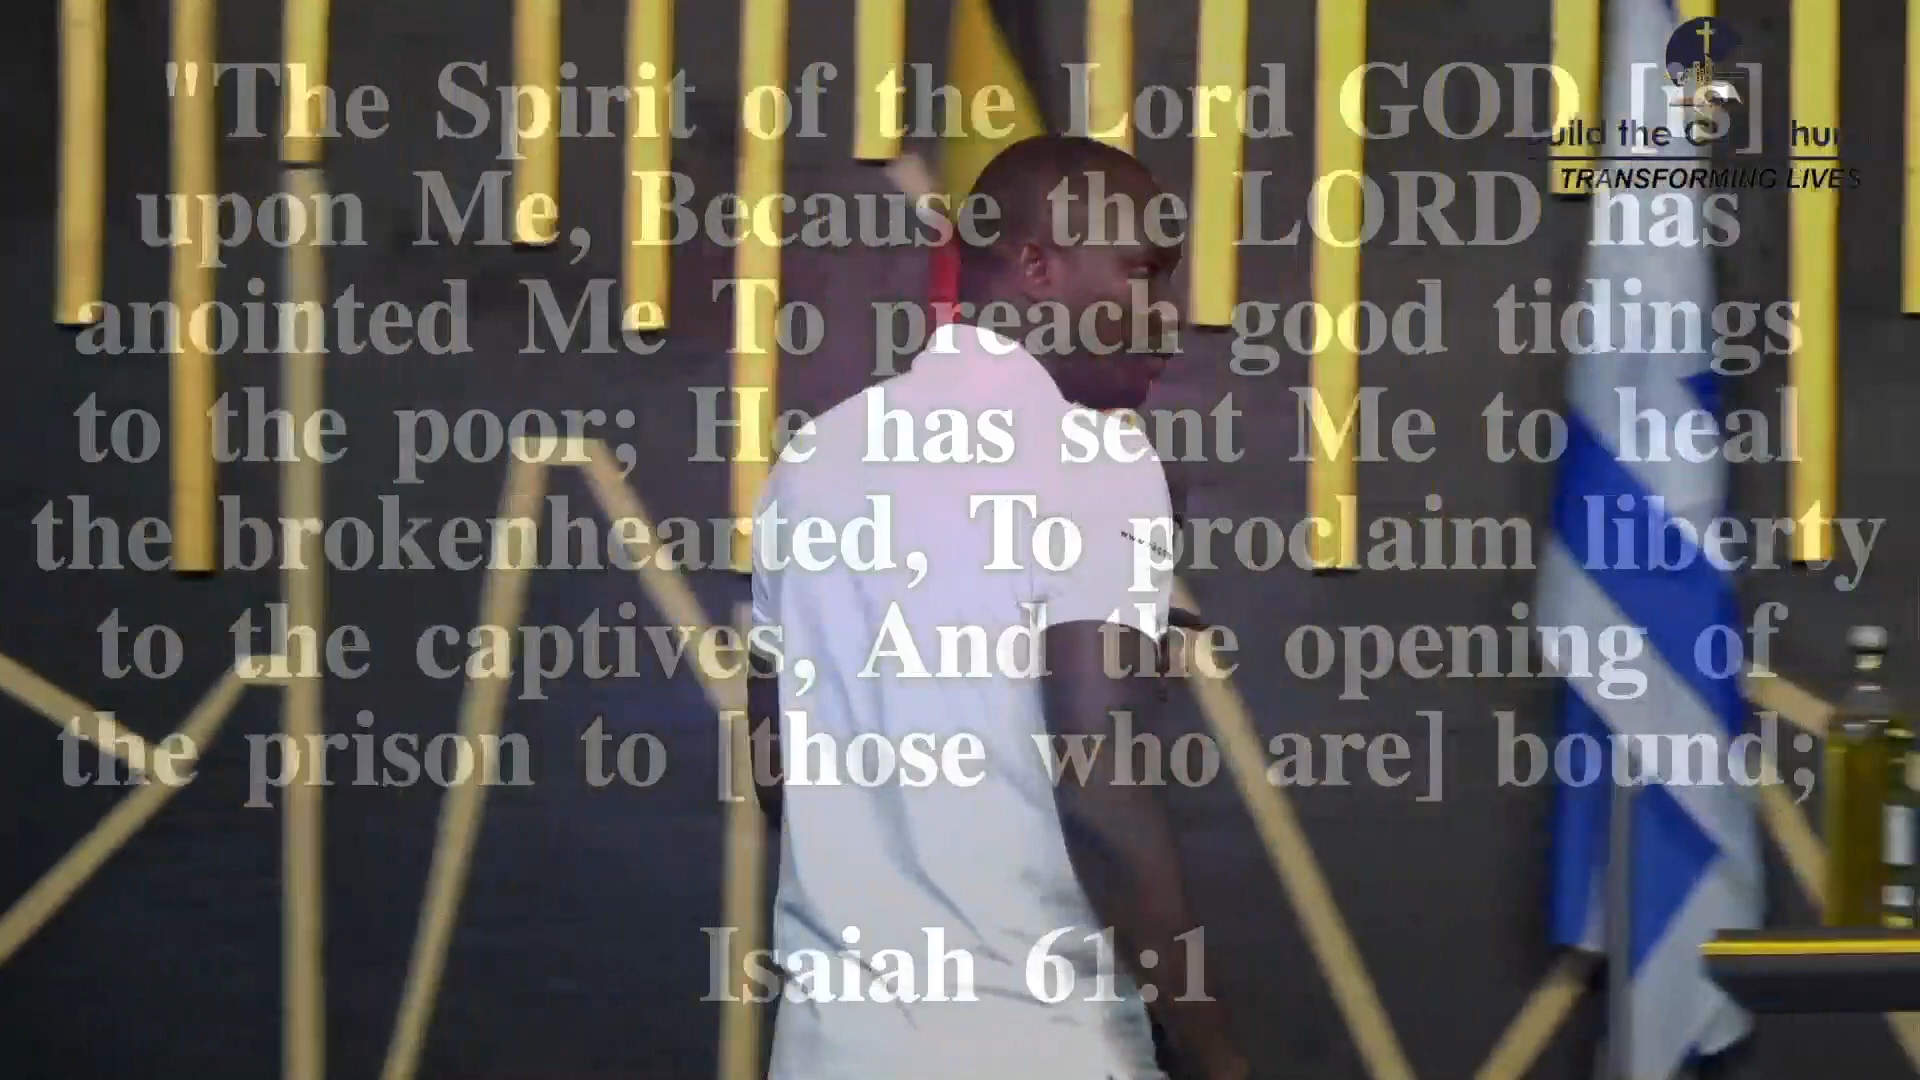 "The Spirit of the Lord GOD [is]
upon Me, Because the LORD has
anointed Me To preach good tidings
to the poor; He has sent Me to heal
the brokenhearted, To proclaim liberty
to the captives, And the opening of
the prison to [those who are] bound;
Isaiah 61:1
the
TRANSFORMING LIVES